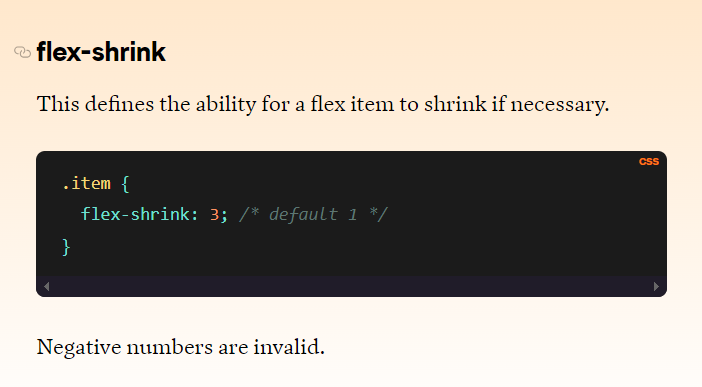 flex-shrink
This defines the ability for a flex item to shrink if necessary.
CSS
.item {
  flex-shrink: 3; /* default 1 */
}
Negative numbers are invalid.